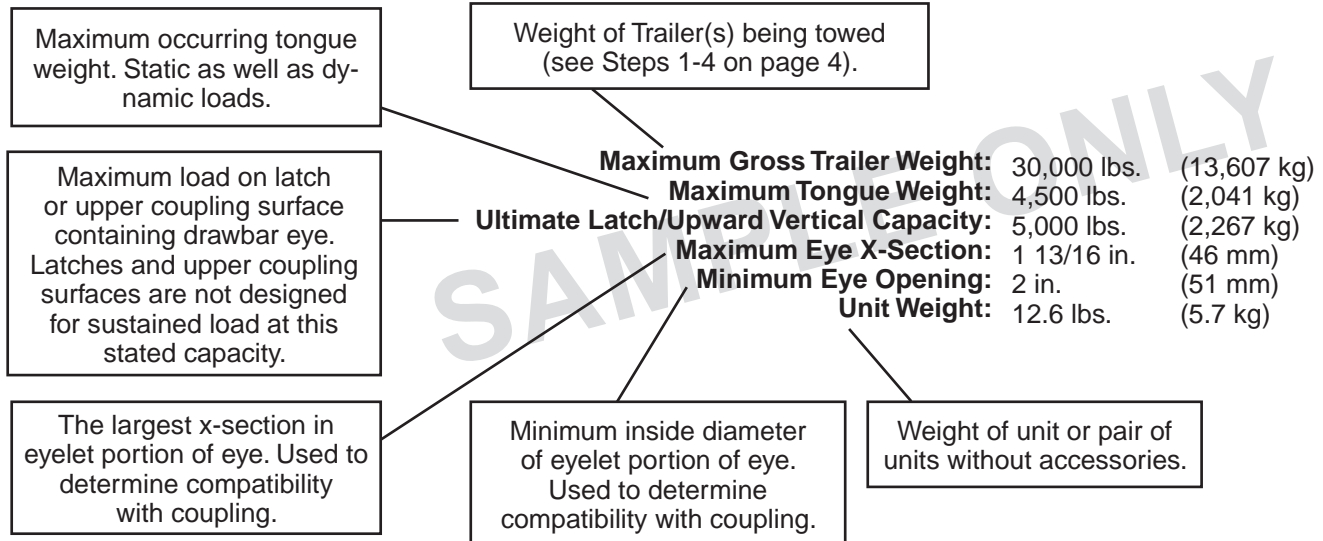 Maximum occurring tongue
weight. Static as well as dy-
namic loads.
Weight of Trailer(s) being towed
(see Steps 1-4 on page 4).
Maximum load on latch
or upper coupling surface
containing drawbar eye.
Latches and upper coupling
surfaces are not designed
for sustained load at this
stated capacity.
Maximum Gross Trailer Weight: 30,000 lbs. (13,607 kg)
Maximum Tongue Weight: 4,500 lbs. (2,041 kg)
Ultimate Latch/Upward Vertical Capacity: 5,000 lbs. (2,267 kg)
Maximum Eye X-Section: 1 13/16 in. (46 mm)
Minimum Eye Opening: 2 in. (51 mm)
Unit Weight: 12.6 lbs. (5.7 kg)
SAMPLE ONLY
The largest x-section in
eyelet portion of eye. Used to
determine compatibility
with coupling.
Minimum inside diameter
of eyelet portion of eye.
Used to determine
compatibility with coupling.
Weight of unit or pair of
units without accessories.